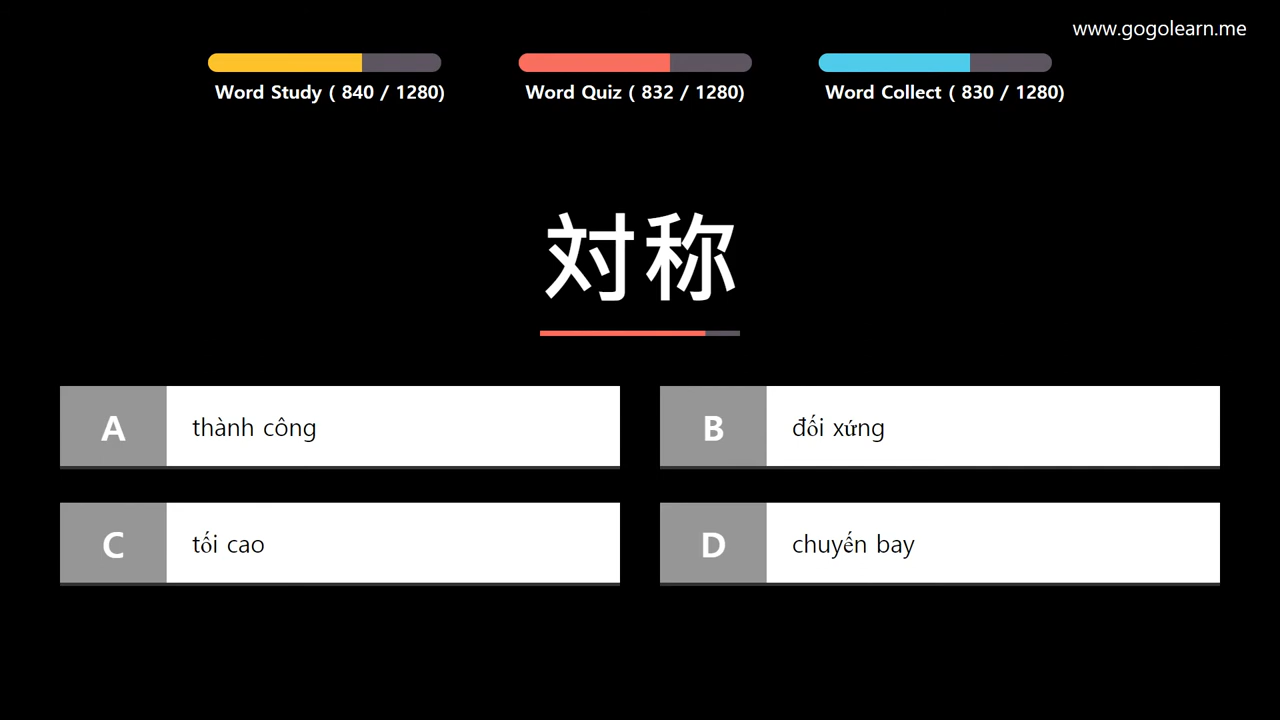 www.gogolearn.me
Word Study ( 840 / 1280)
Word Quiz ( 832 / 1280)
Word Collect ( 830 / 1280)
対称
A thành công
B đối xứng
C tối cao
D chuyến bay